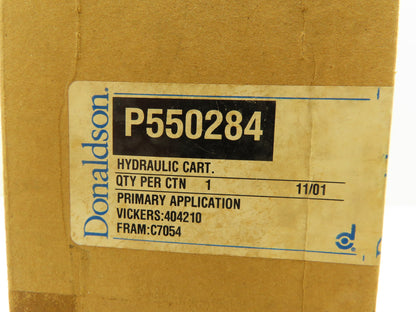 Donaldson.
P550284
HYDRAULIC CART.
QTY PER CTN 1 11/01
PRIMARY APPLICATION
VICKERS:404210
FRAM:C7054